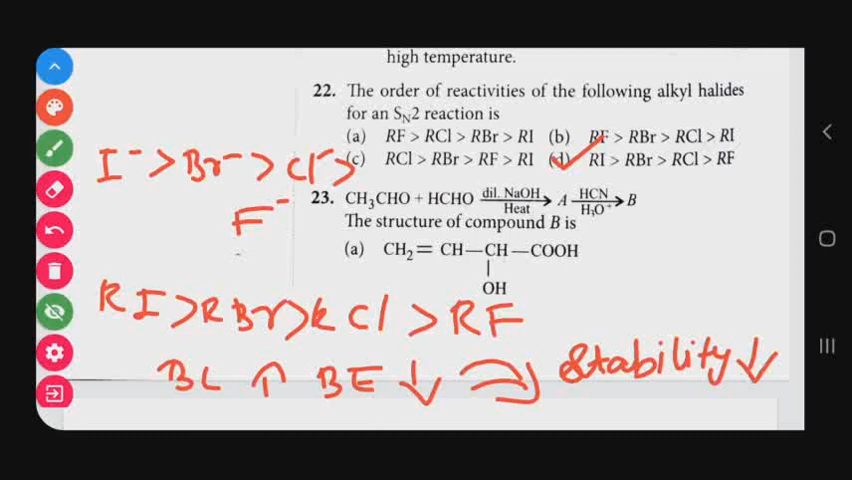 high temperature.
22. The order of reactivities of the following alkyl halides
for an SN2 reaction is
(a) RF > RCl > RBr > RI (b) RF > RBr > RCl > RI
(c) RCl > RBr > RF > RI (d) RI > RBr > RCl > RF
I⁻ > Br⁻ > Cl⁻ >
F⁻
23. CH₃CHO + HCHO dil. NaOH Heat → A HCN H₃O⁺ → B
The structure of compound B is
(a) CH₂ = CH — CH — COOH
|
OH
RI > RBr > RCl > RF
BL ↑ BE ↓ ⇒ Stability ↓